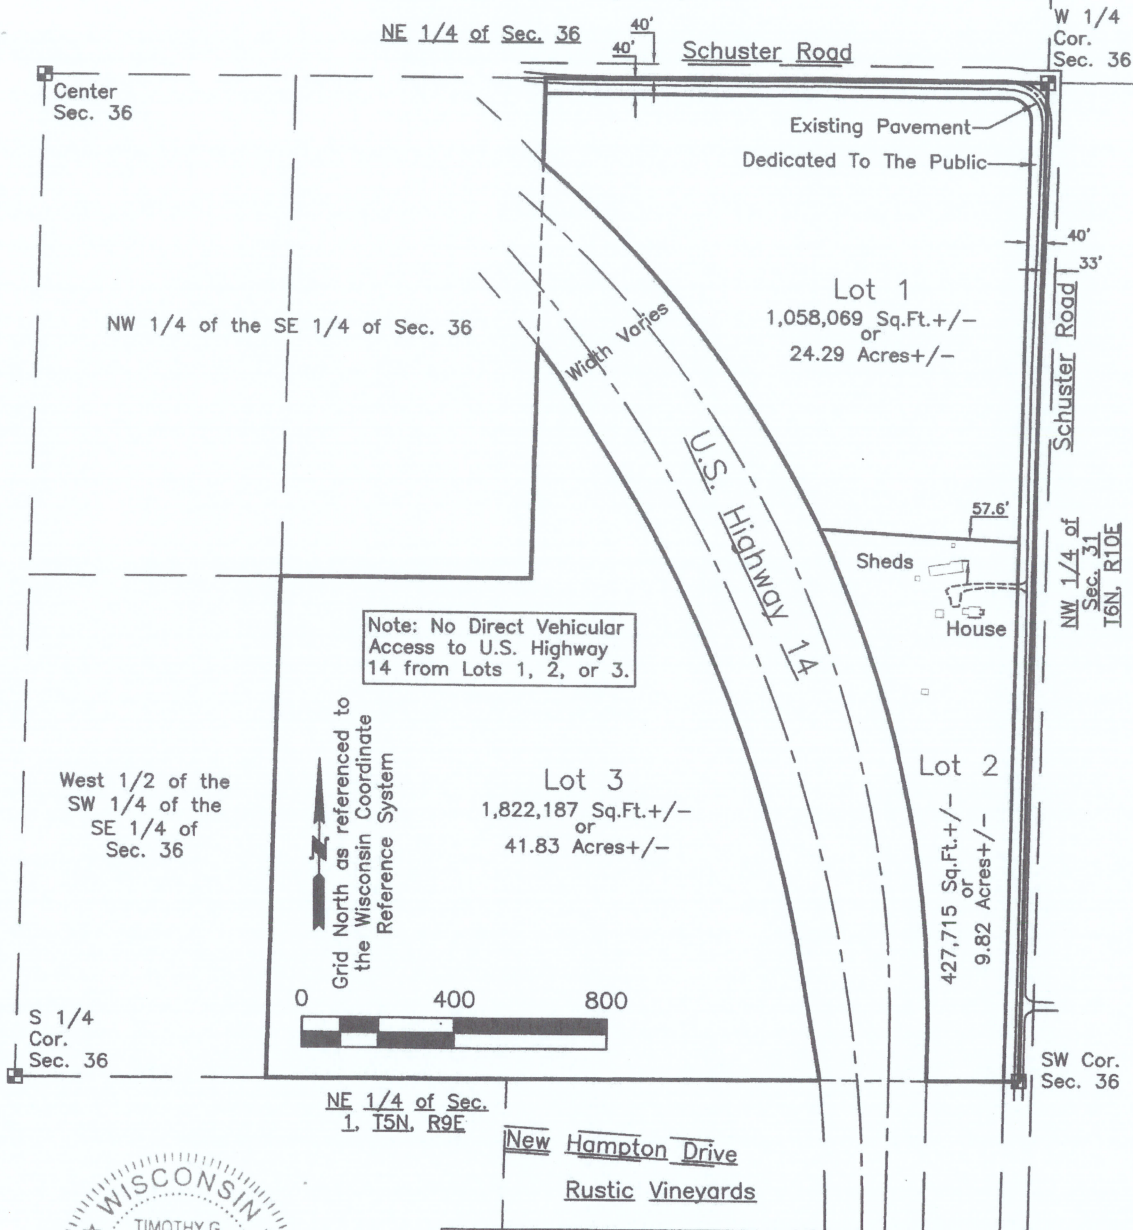 NE 1/4 of Sec. 36
40'
40'
Schuster Road
W 1/4
Cor.
Sec. 36
Center
Sec. 36
Existing Pavement
Dedicated To The Public
40'
33'
Lot 1
1,058,069 Sq.Ft.+/-
or
24.29 Acres+/-
Schuster Road
NW 1/4 of the SE 1/4 of Sec. 36
Width Varies
U.S. Highway 14
57.6'
Sheds
House
NW 1/4 of
Sec. 31
T6N, R10E
Note: No Direct Vehicular
Access to U.S. Highway
14 from Lots 1, 2, or 3.
Grid North as referenced to
the Wisconsin Coordinate
Reference System
N
West 1/2 of the
SW 1/4 of the
SE 1/4 of
Sec. 36
Lot 3
1,822,187 Sq.Ft.+/-
or
41.83 Acres+/-
Lot 2
427,715 Sq.Ft.+/-
or
9.82 Acres+/-
0 400 800
S 1/4
Cor.
Sec. 36
SW Cor.
Sec. 36
NE 1/4 of Sec.
1, T5N, R9E
New Hampton Drive
Rustic Vineyards
WISCONSIN
TIMOTHY G.